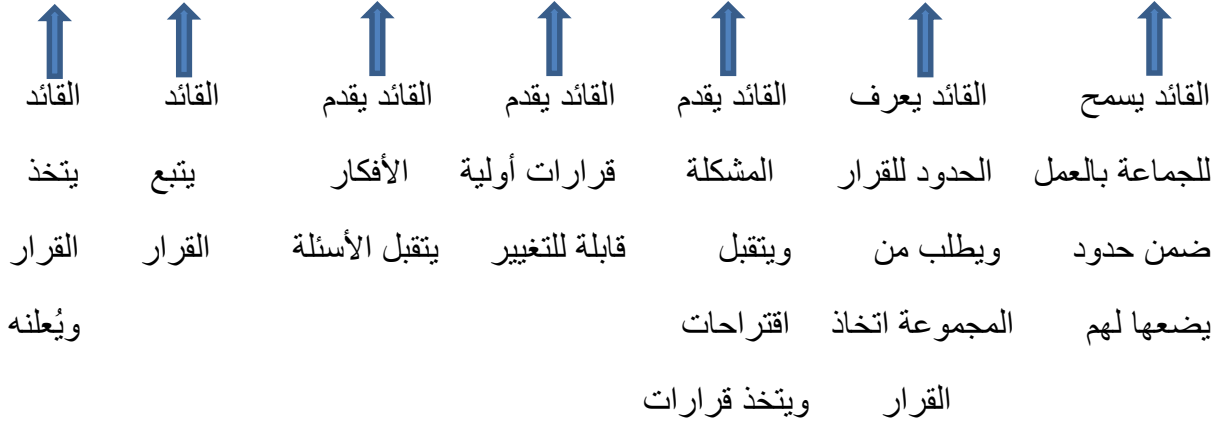 القائد يسمح
للجماعة بالعمل
ضمن حدود
يضعها لهم
القائد يعرف
الحدود للقرار
ويطلب من
المجموعة اتخاذ
القرار
القائد يقدم
المشكلة
ويتقبل
اقتراحات
ويتخذ قرارات
القائد يقدم
قرارات أولية
قابلة للتغيير
القائد يقدم
الأفكار
يتقبل الأسئلة
القائد
يتبع
القرار
القائد
يتخذ
القرار
ويُعلنه